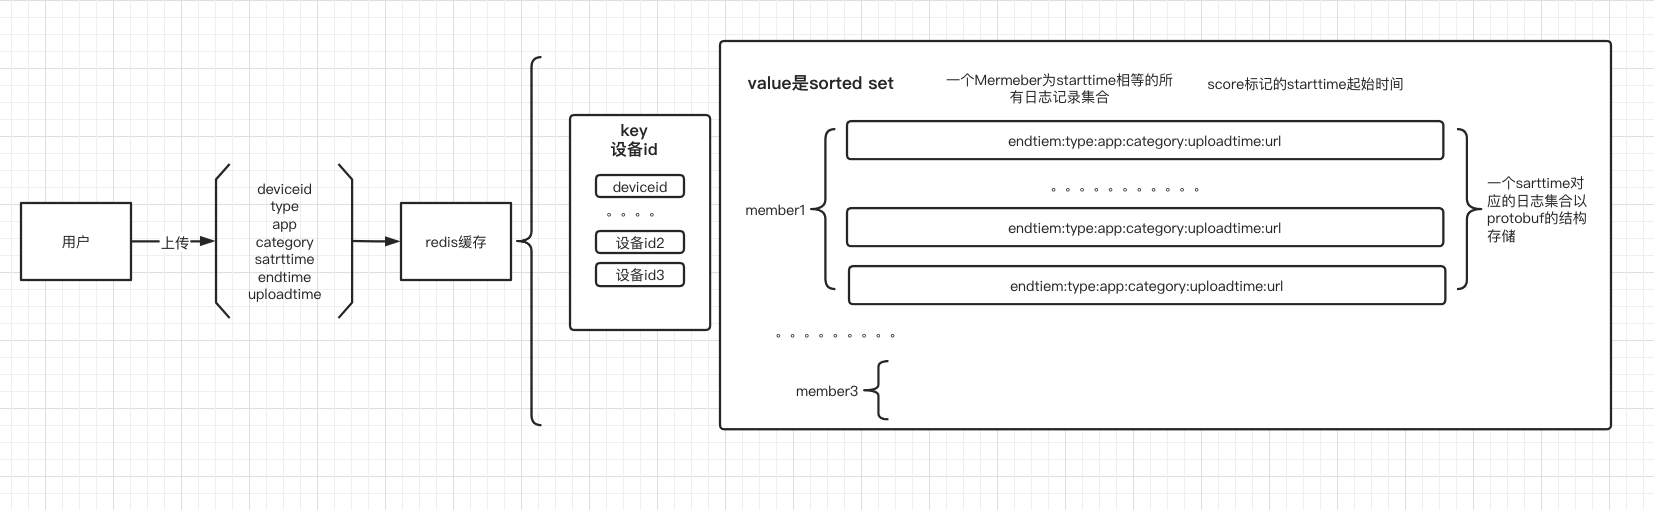 用户
上传
deviceid
type
app
category
satrttime
endtime
uploadtime
redis缓存
key
设备id
deviceid
。。。。
设备id2
设备id3
value是sorted set
一个Mermeber为starttime相等的所
有日志记录集合
score标记的starttime起始时间
member1
endtiem:type:app:category:uploadtime:url
。。。。。。。。。。。
endtiem:type:app:category:uploadtime:url
endtiem:type:app:category:uploadtime:url
一个sarttime对
应的日志集合以
protobuf的结构
存储
。。。。。。。。。
member3